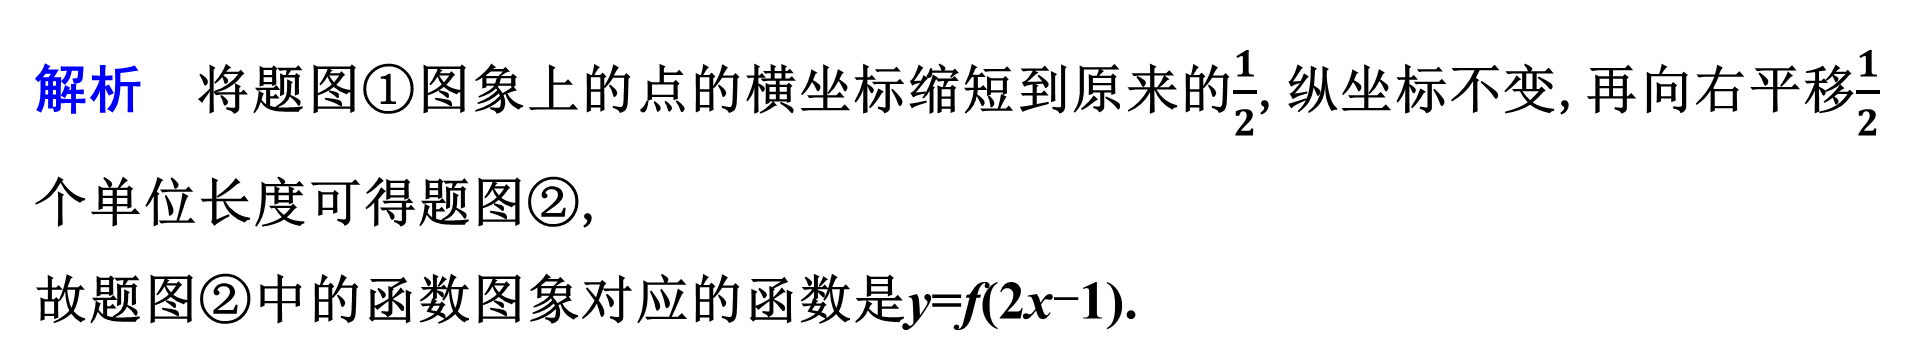 解析 将题图①图象上的点的横坐标缩短到原来的1/2, 纵坐标不变, 再向右平移1/2
个单位长度可得题图②,
故题图②中的函数图象对应的函数是y=f(2x−1).